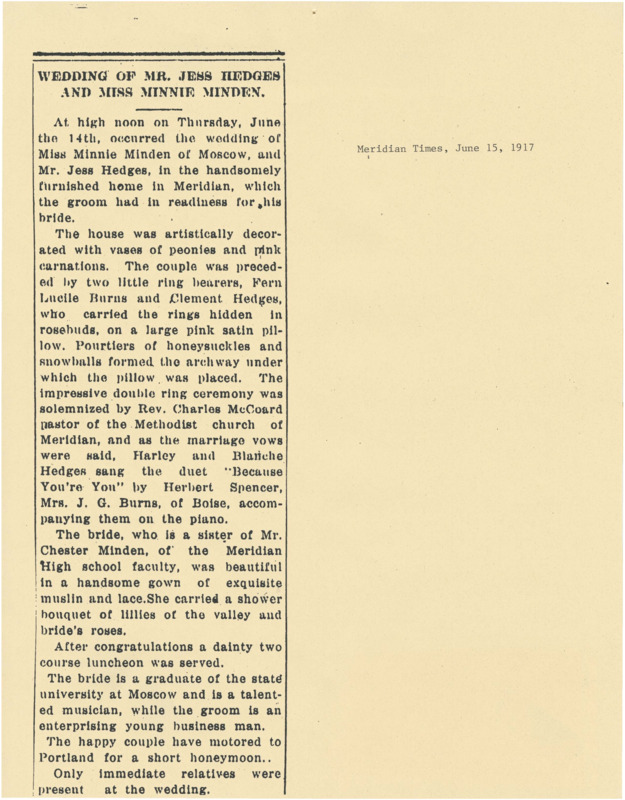 WEDDING OF MR. JESS HEDGES
AND MISS MINNIE MINDEN.
At high noon on Thursday, June
the 14th, occurred the wedding of
Miss Minnie Minden of Moscow, and
Mr. Jess Hedges, in the handsomely
furnished home in Meridian, which
the groom had in readiness for his
bride.
The house was artistically decor-
ated with vases of peonies and pink
carnations. The couple was preced-
ed by two little ring bearers, Fern
Lucile Burns and Clement Hedges,
who carried the rings hidden in
rosebuds, on a large pink satin pil-
low. Pourtiers of honeysuckles and
snowballs formed the archway under
which the pillow was placed. The
impressive double ring ceremony was
solemnized by Rev. Charles McCoard
pastor of the Methodist church of
Meridian, and as the marriage vows
were said, Harley and Blanche
Hedges sang the duet "Because
You're You" by Herbert Spencer,
Mrs. J. G. Burns, of Boise, accom-
panying them on the piano.
The bride, who is a sister of Mr.
Chester Minden, of the Meridian
High school faculty, was beautiful
in a handsome gown of exquisite
muslin and lace.She carried a shower
bouquet of lillies of the valley and
bride's roses.
After congratulations a dainty two
course luncheon was served.
The bride is a graduate of the state
university at Moscow and is a talent-
ed musician, while the groom is an
enterprising young business man.
The happy couple have motored to
Portland for a short honeymoon..
Only immediate relatives were
present at the wedding.
Meridian Times, June 15, 1917